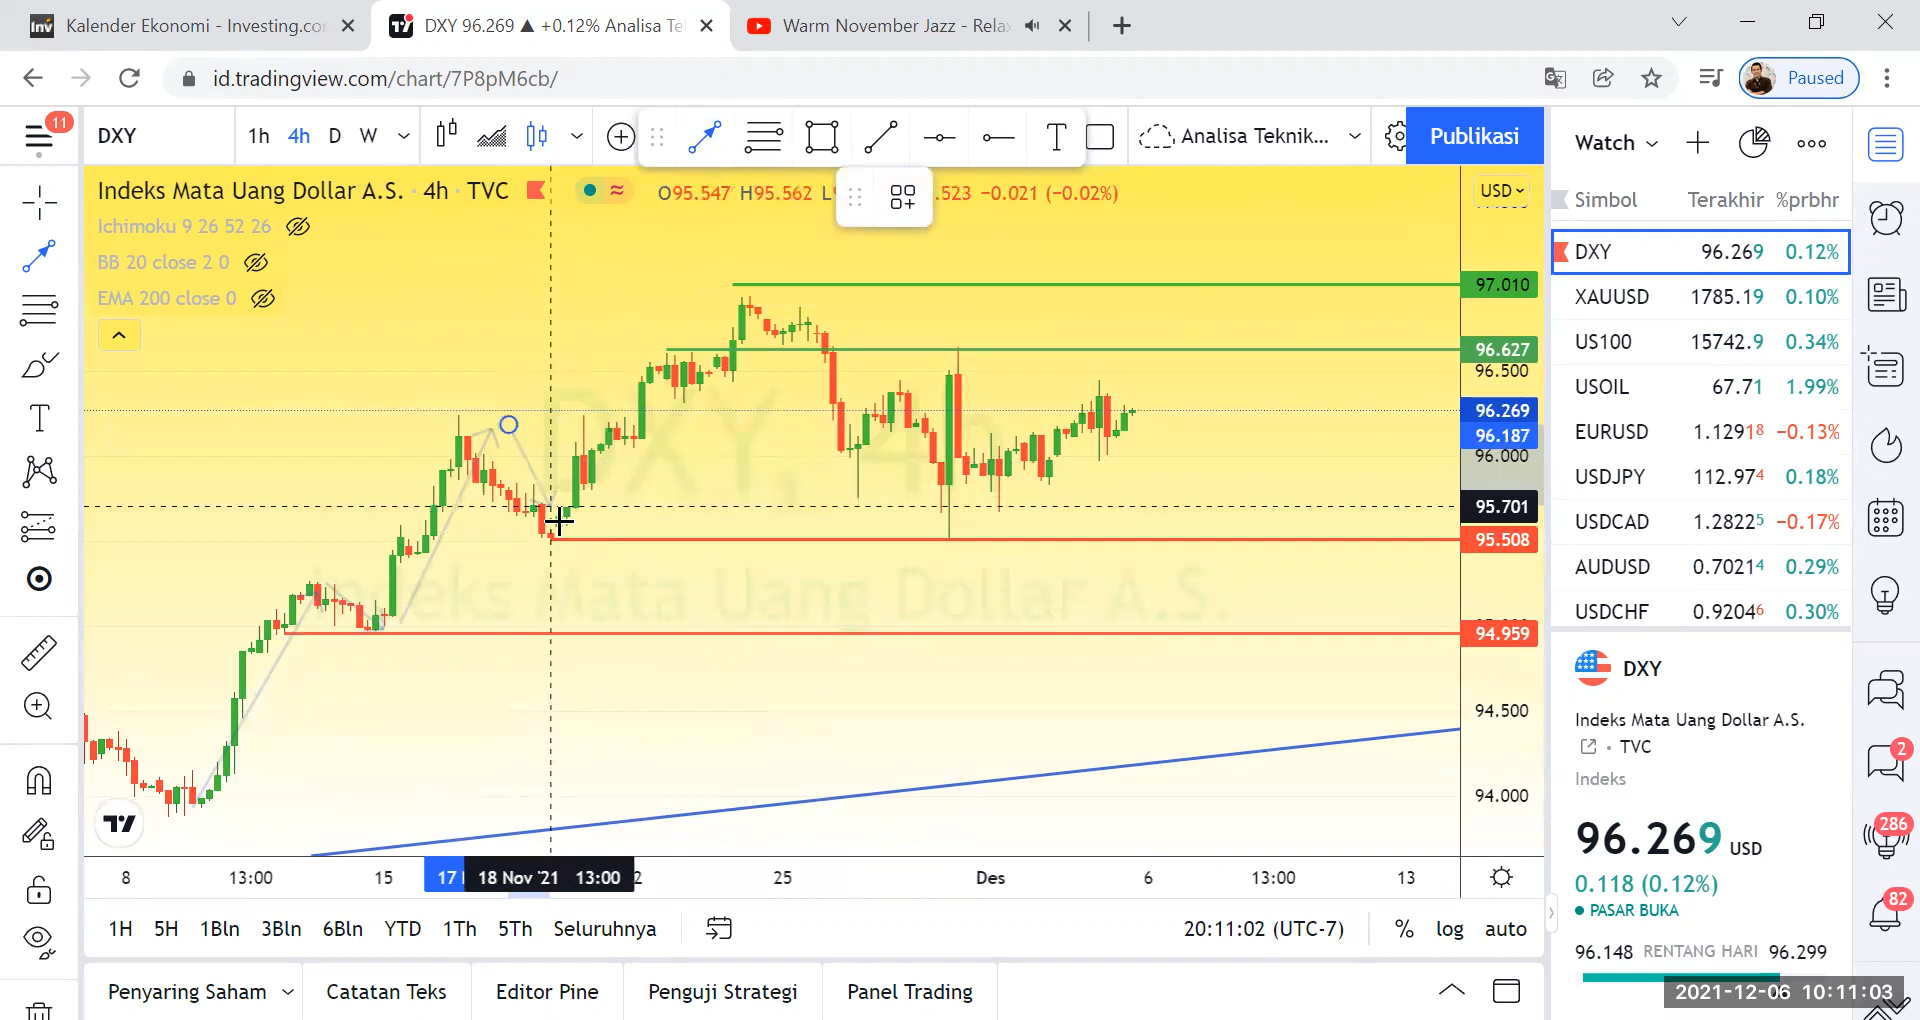 Kalender Ekonomi - Investing.cor
DXY 96.269 ▲ +0.12% Analisa Te
Warm November Jazz - Relax
id.tradingview.com/chart/7P8pM6cb/
Paused
11
DXY
1h 4h D W
Analisa Teknik...
Publikasi
Indeks Mata Uang Dollar A.S. · 4h · TVC
O95.547 H95.562 L
.523 −0.021 (−0.02%)
Ichimoku 9 26 52 26
BB 20 close 2 0
EMA 200 close 0
USD
97.010
96.627
96.500
96.269
96.187
96.000
95.701
95.508
94.959
94.500
94.000
DXY, 4h
Indeks Mata Uang Dollar A.S.
8 13:00 15 17 18 Nov '21 13:00 2 25 Des 6 13:00 13
1H 5H 1Bln 3Bln 6Bln YTD 1Th 5Th Seluruhnya
20:11:02 (UTC-7) % log auto
Penyaring Saham Catatan Teks Editor Pine Penguji Strategi Panel Trading
Watch
Simbol Terakhir %prbhr
DXY 96.269 0.12%
XAUUSD 1785.19 0.10%
US100 15742.9 0.34%
USOIL 67.71 1.99%
EURUSD 1.12918 −0.13%
USDJPY 112.974 0.18%
USDCAD 1.28225 −0.17%
AUDUSD 0.70214 0.29%
USDCHF 0.92046 0.30%
DXY
Indeks Mata Uang Dollar A.S.
TVC
Indeks
96.269 USD
0.118 (0.12%)
PASAR BUKA
96.148 RENTANG HARI 96.299
2021-12-06 10:11:03
2
286
82